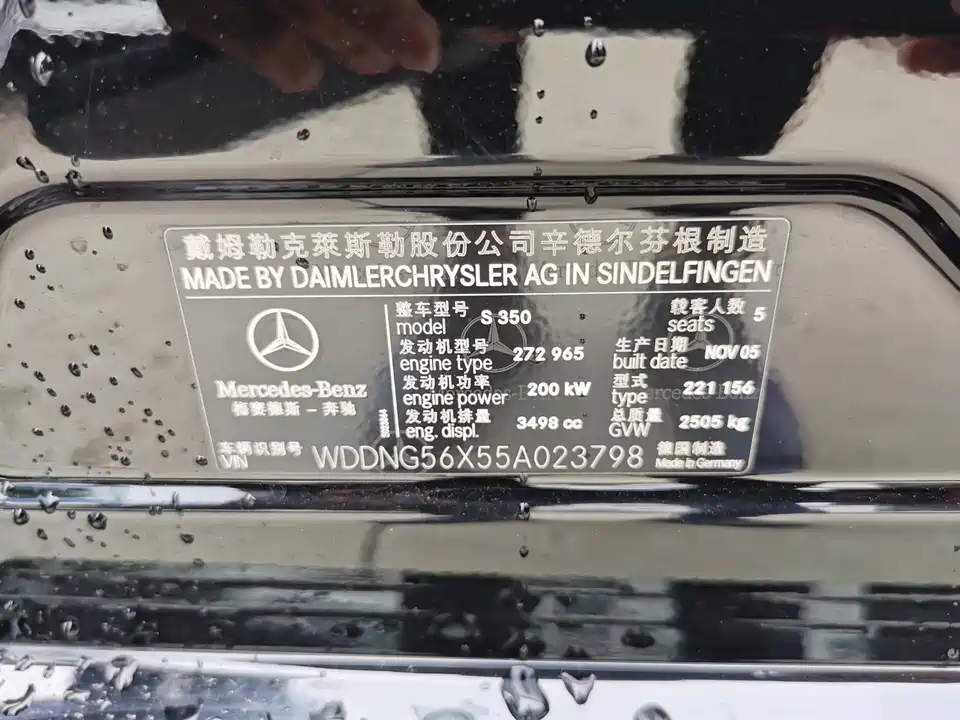 戴姆勒克莱斯勒股份公司辛德尔芬根制造
MADE BY DAIMLERCHRYSLER AG IN SINDELFINGEN
Mercedes-Benz
梅赛德斯 - 奔驰
整车型号
model S 350
载客人数
seats 5
发动机型号
engine type 272 965
生产日期
built date NOV 05
发动机功率
engine power 200 kW
型式
type 221 156
发动机排量
eng. displ. 3498 cc
总质量
GVW 2505 kg
车辆识别号
VIN WDDNG56X55A023798
德国制造
Made in Germany